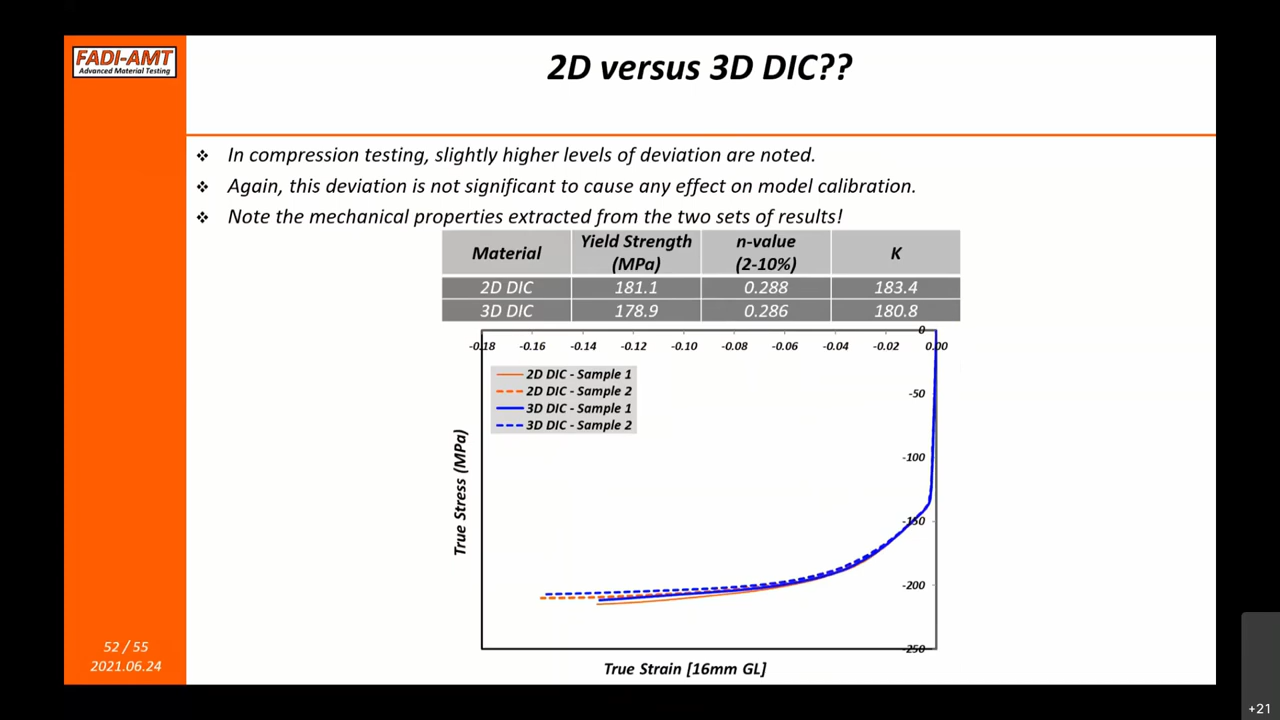 FADI-AMT
Advanced Material Testing
2D versus 3D DIC??
❖ In compression testing, slightly higher levels of deviation are noted.
❖ Again, this deviation is not significant to cause any effect on model calibration.
❖ Note the mechanical properties extracted from the two sets of results!
Material Yield Strength (MPa) n-value (2-10%) K
2D DIC 181.1 0.288 183.4
3D DIC 178.9 0.286 180.8
0
-0.18 -0.16 -0.14 -0.12 -0.10 -0.08 -0.06 -0.04 -0.02 0.00
2D DIC - Sample 1
2D DIC - Sample 2
3D DIC - Sample 1
3D DIC - Sample 2
-50
-100
-150
-200
-250
True Stress (MPa)
True Strain [16mm GL]
52 / 55
2021.06.24
+21